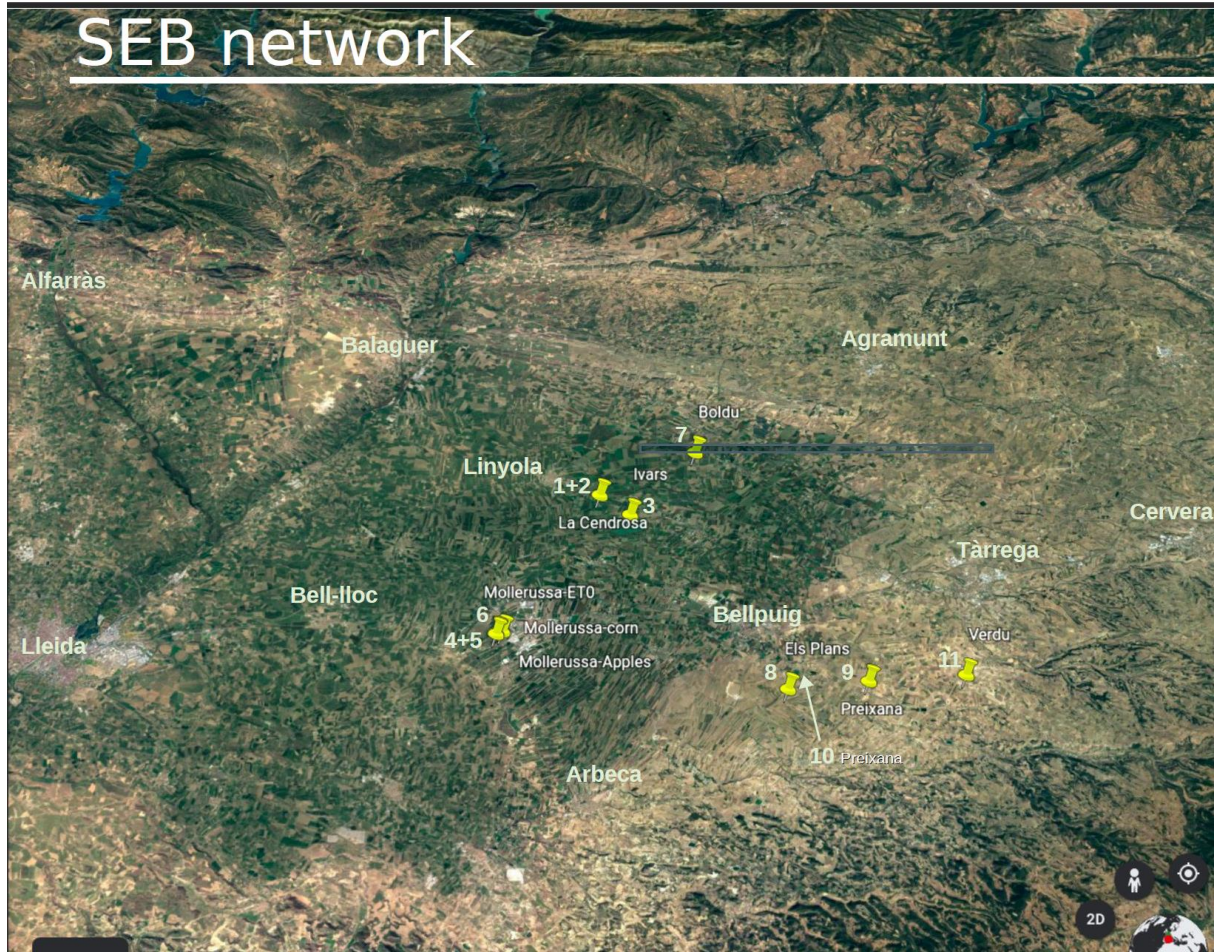 SEB network
Alfarràs
Agramunt
Balaguer
Boldu
7
Linyola
Ivars
1+2
3
La Cendrosa
Cervera
Tàrrega
Mollerussa-ET0
Bell-lloc
6
Bellpuig
Mollerussa-corn
4+5
Verdu
Lleida
Els Plans
Mollerussa-Apples
11
8
9
Preixana
10 Preixana
Arbeca
2D